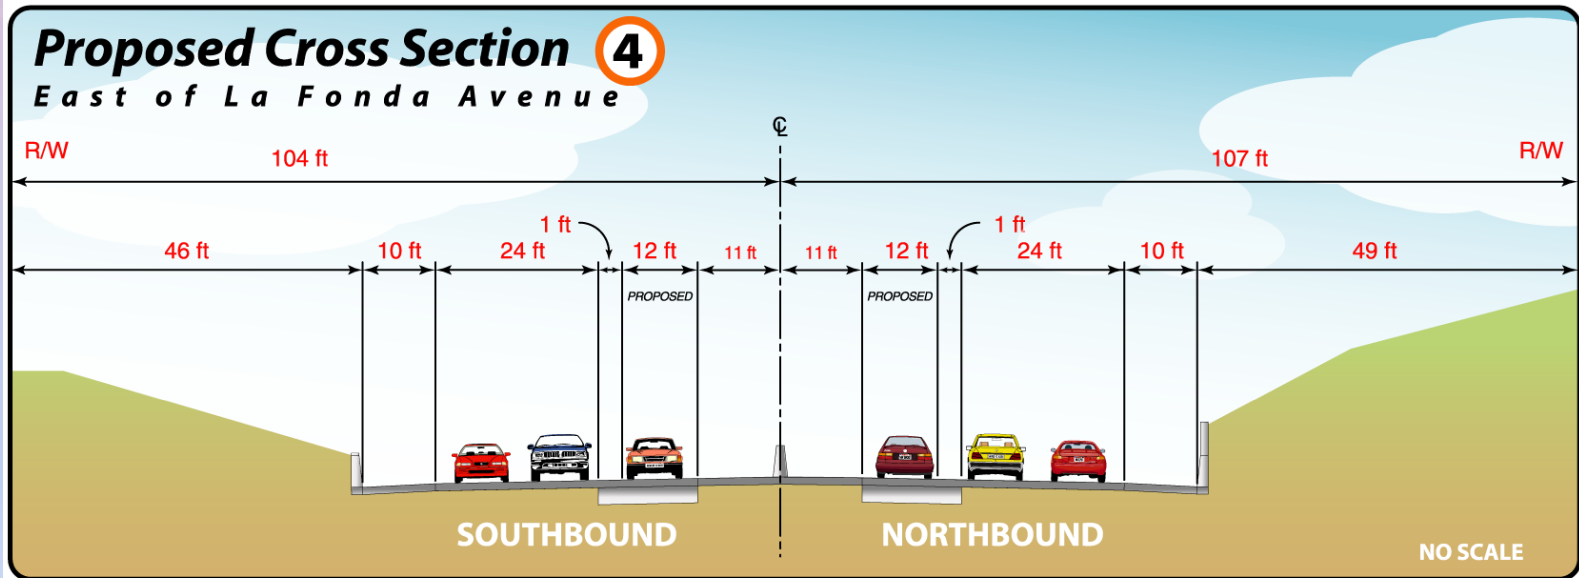 Proposed Cross Section 4
East of La Fonda Avenue
℄
R/W 104 ft 107 ft R/W
1 ft 1 ft
46 ft 10 ft 24 ft 12 ft 11 ft 11 ft 12 ft 24 ft 10 ft 49 ft
PROPOSED PROPOSED
SOUTHBOUND NORTHBOUND
NO SCALE